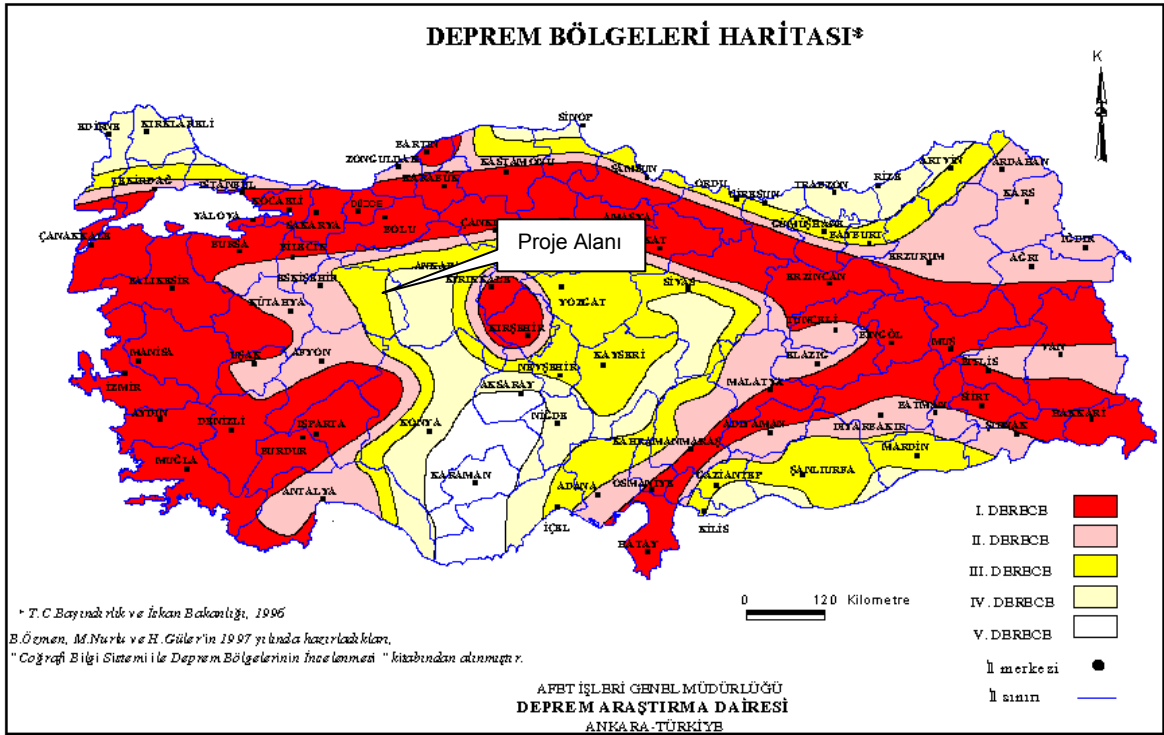 DEPREM BÖLGELERİ HARİTASI*
K
SİNOP
EDİRNE
KIRKLARELİ
BARTIN
ZONGULDAK
KASTAMONU
KARABÜK
SAMSUN
ARTVİN
ARDAHAN
TEKİRDAĞ
İSTANBUL
ORDU
GİRESUN
TRABZON
RİZE
KARS
KOCAELİ
YALOVA
SAKARYA
BOLU
AMASYA
GÜMÜŞHANE
BAYBURT
ÇANAKKALE
BURSA
BİLECİK
Proje Alanı
IĞDIR
ERZURUM
AĞRI
ESKİŞEHİR
BALIKESİR
KÜTAHYA
KIRIKKALE
YOZGAT
SİVAS
ERZİNCAN
KIRŞEHİR
TUNCELİ
BİNGÖL
MUŞ
MANİSA
UŞAK
AFYON
KAYSERİ
ELAZIĞ
BİTLİS
VAN
İZMİR
NEVŞEHİR
AKSARAY
MALATYA
SİİRT
AYDIN
DENİZLİ
ISPARTA
KONYA
NİĞDE
ADIYAMAN
DİYARBAKIR
BATMAN
ŞIRNAK
HAKKARİ
BURDUR
KAHRAMANMARAŞ
MARDİN
MUĞLA
KARAMAN
GAZİANTEP
ŞANLIURFA
ANTALYA
ADANA
OSMANİYE
İÇEL
KİLİS
HATAY
I. DERECE
II. DERECE
III. DERECE
IV. DERECE
V. DERECE
0 120 Kilometre
* T.C.Bayındırlık ve İskan Bakanlığı, 1996
B.Özmen, M.Nurlu ve H.Güler'in 1997 yılında hazırladıkları,
"Coğrafi Bilgi Sistemi ile Deprem Bölgelerinin İncelenmesi " kitabından alınmıştır.
İl merkezi
İl sınırı
AFET İŞLERİ GENEL MÜDÜRLÜĞÜ
DEPREM ARAŞTIRMA DAİRESİ
ANKARA-TÜRKİYE